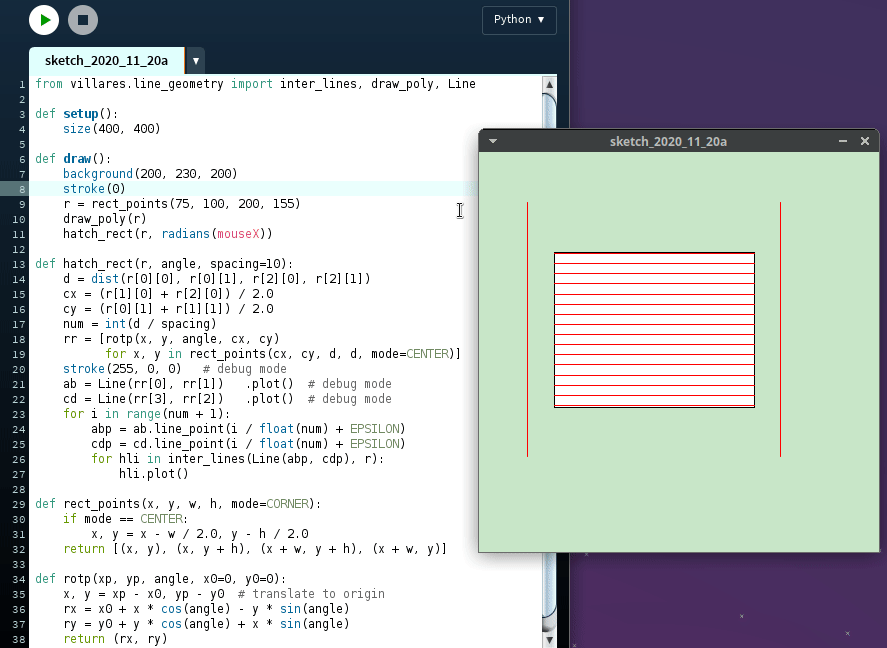 Python ▼
sketch_2020_11_20a ▼
1 from villares.line_geometry import inter_lines, draw_poly, Line
2
3 def setup():
4     size(400, 400)
5
6 def draw():
7     background(200, 230, 200)
8     stroke(0)
9     r = rect_points(75, 100, 200, 155)
10     draw_poly(r)
11     hatch_rect(r, radians(mouseX))
12
13 def hatch_rect(r, angle, spacing=10):
14     d = dist(r[0][0], r[0][1], r[2][0], r[2][1])
15     cx = (r[1][0] + r[2][0]) / 2.0
16     cy = (r[0][1] + r[1][1]) / 2.0
17     num = int(d / spacing)
18     rr = [rotp(x, y, angle, cx, cy)
19           for x, y in rect_points(cx, cy, d, d, mode=CENTER)]
20     stroke(255, 0, 0)   # debug mode
21     ab = Line(rr[0], rr[1])   .plot()  # debug mode
22     cd = Line(rr[3], rr[2])   .plot()  # debug mode
23     for i in range(num + 1):
24         abp = ab.line_point(i / float(num) + EPSILON)
25         cdp = cd.line_point(i / float(num) + EPSILON)
26         for hli in inter_lines(Line(abp, cdp), r):
27             hli.plot()
28
29 def rect_points(x, y, w, h, mode=CORNER):
30     if mode == CENTER:
31         x, y = x - w / 2.0, y - h / 2.0
32     return [(x, y), (x, y + h), (x + w, y + h), (x + w, y)]
33
34 def rotp(xp, yp, angle, x0=0, y0=0):
35     x, y = xp - x0, yp - y0  # translate to origin
36     rx = x0 + x * cos(angle) - y * sin(angle)
37     ry = y0 + y * cos(angle) + x * sin(angle)
38     return (rx, ry)
sketch_2020_11_20a